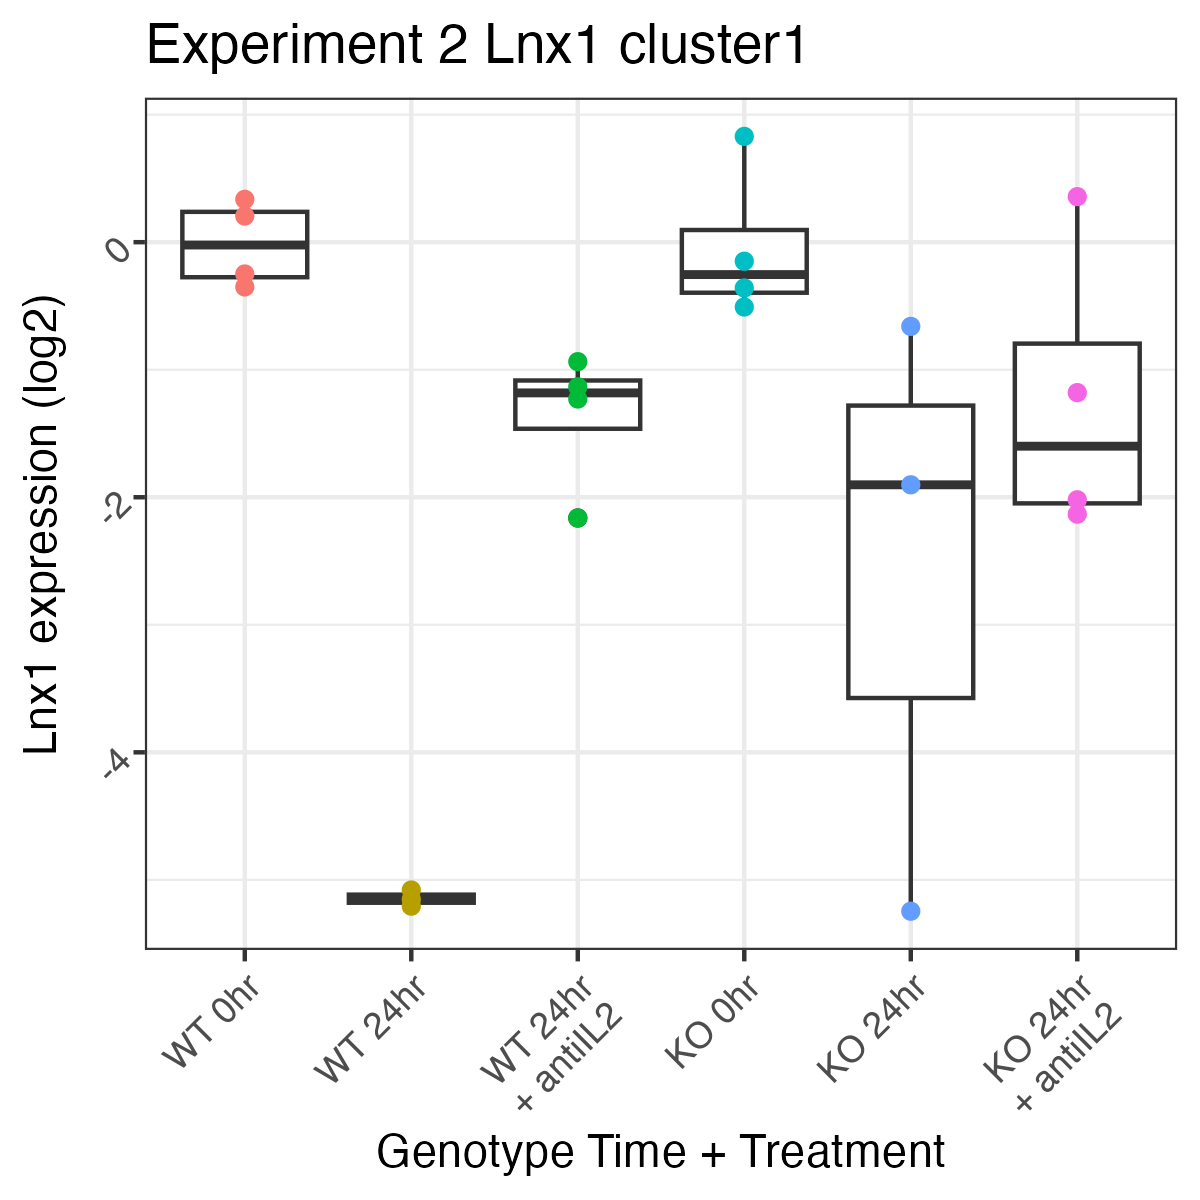 Experiment 2 Lnx1 cluster1
Lnx1 expression (log2)
0
-2
-4
WT 0hr
WT 24hr
WT 24hr
+ antiIL2
KO 0hr
KO 24hr
KO 24hr
+ antiIL2
Genotype Time + Treatment